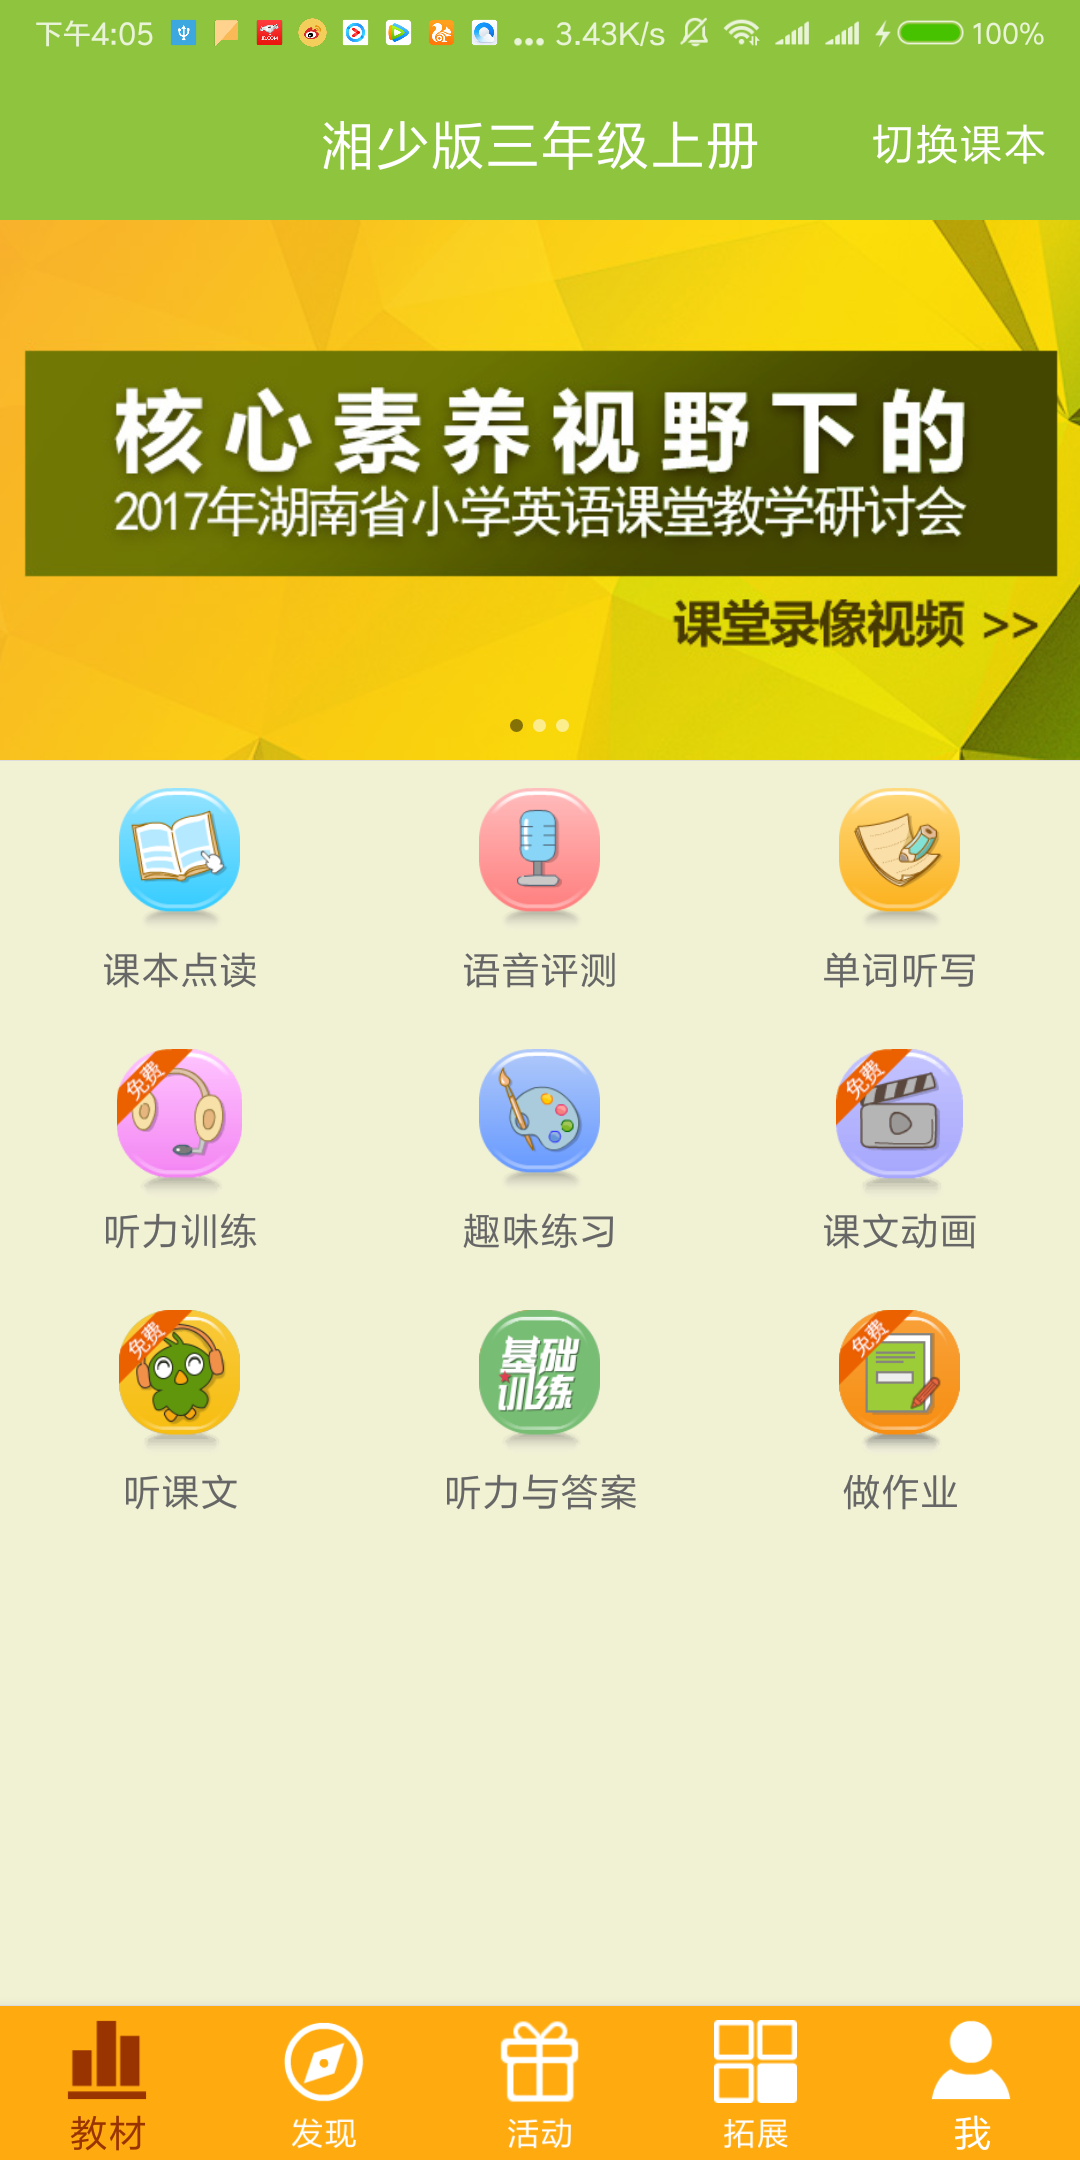 下午4:05 ... 3.43K/s 100%
湘少版三年级上册 切换课本
核心素养视野下的
2017年湖南省小学英语课堂教学研讨会
课堂录像视频 >>
课本点读 语音评测 单词听写
免费 免费
听力训练 趣味练习 课文动画
免费 基础训练 免费
听课文 听力与答案 做作业
教材 发现 活动 拓展 我